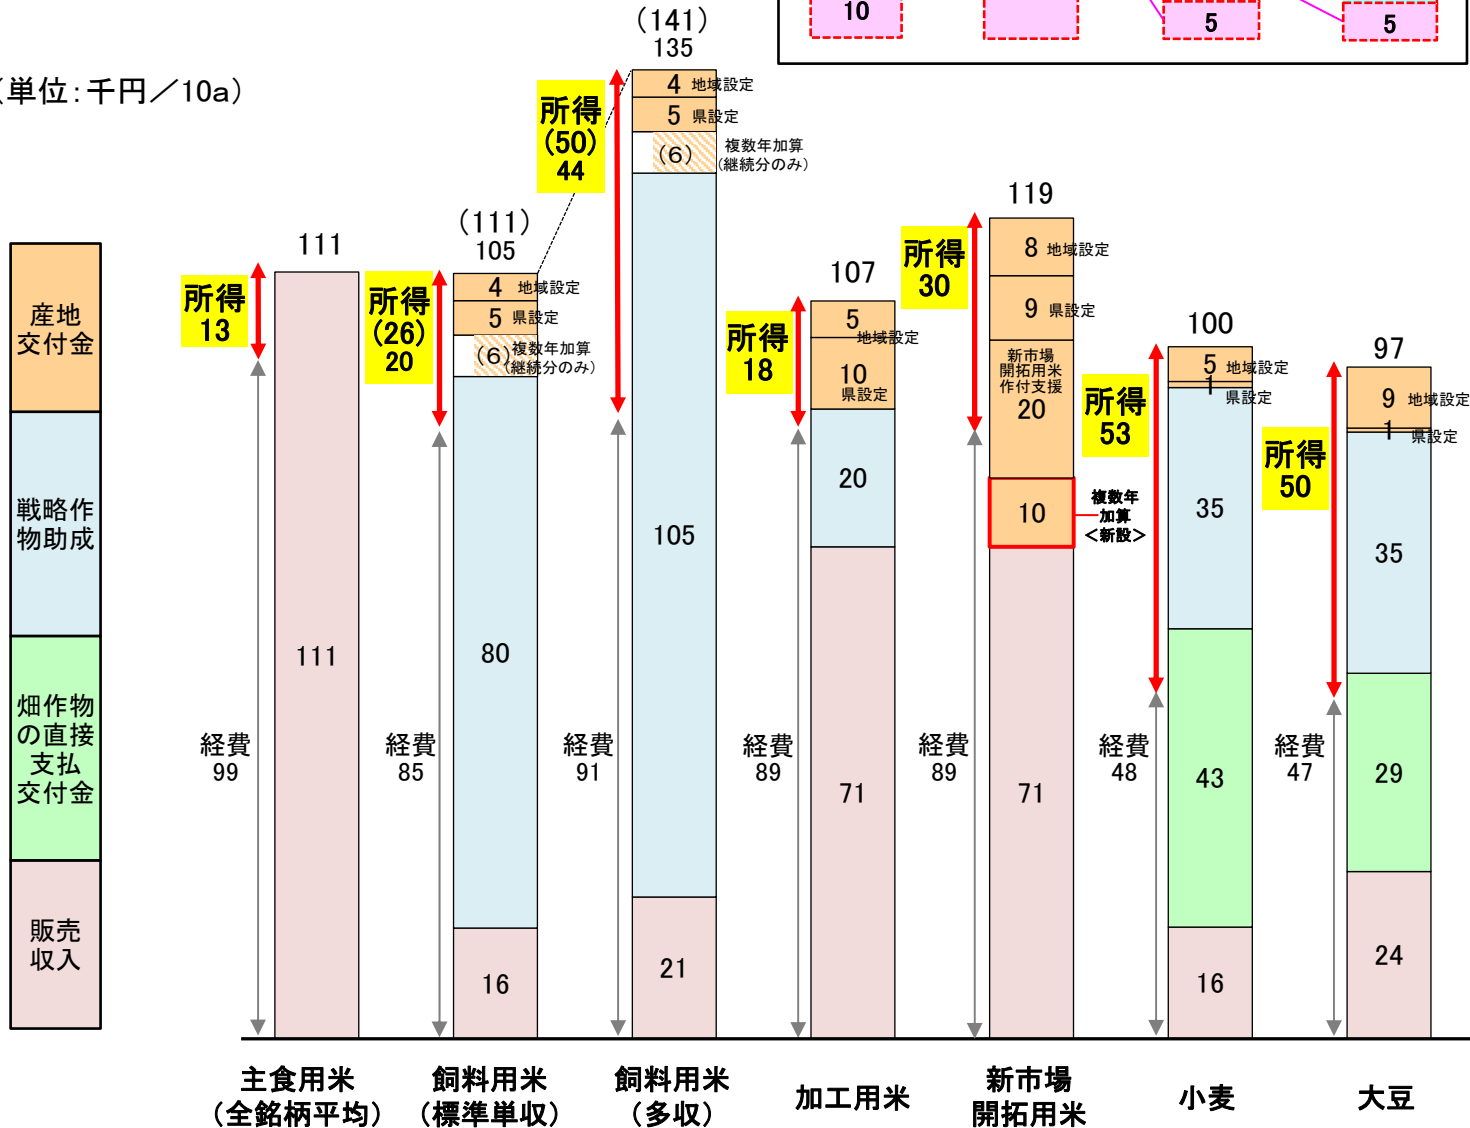 10
5
5
（単位：千円／10a）
産地
交付金
戦略作
物助成
畑作物
の直接
支払
交付金
販売
収入
111
所得
13
111
経費
99
主食用米
（全銘柄平均）
（111）
105
所得
(26)
20
4 地域設定
5 県設定
(6) 複数年加算
（継続分のみ）
80
経費
85
16
飼料用米
（標準単収）
（141）
135
所得
(50)
44
4 地域設定
5 県設定
(6) 複数年加算
（継続分のみ）
105
経費
91
21
飼料用米
（多収）
107
所得
18
5
地域設定
10
県設定
20
経費
89
71
加工用米
119
所得
30
8 地域設定
9 県設定
新市場
開拓用米
作付支援
20
10
複数年
加算
＜新設＞
経費
89
71
新市場
開拓用米
100
所得
53
5 地域設定
1
県設定
35
経費
48
43
16
小麦
97
所得
50
9 地域設定
1 県設定
35
経費
47
29
24
大豆